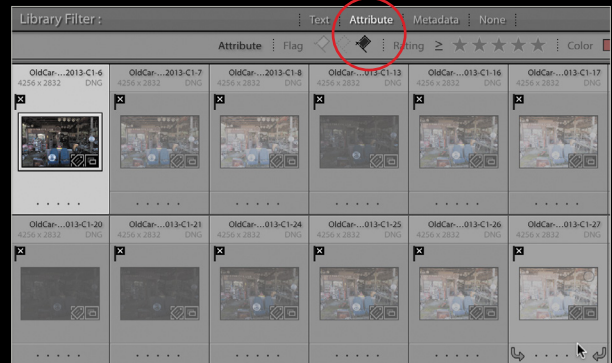 Library Filter : Text Attribute Metadata None
Attribute Flag Rating ≥ ★ ★ ★ ★ ★ Color
OldCar-...2013-C1-6 OldCar-...2013-C1-7 OldCar-...2013-C1-8 OldCar-...013-C1-13 OldCar-...013-C1-16 OldCar-...013-C1-17
4256 x 2832 DNG 4256 x 2832 DNG 4256 x 2832 DNG 4256 x 2832 DNG 4256 x 2832 DNG 4256 x 2832 DNG
OldCar-...013-C1-20 OldCar-...013-C1-21 OldCar-...013-C1-24 OldCar-...013-C1-25 OldCar-...013-C1-26 OldCar-...013-C1-27
4256 x 2832 DNG 4256 x 2832 DNG 4256 x 2832 DNG 4256 x 2832 DNG 4256 x 2832 DNG 4256 x 2832 DNG